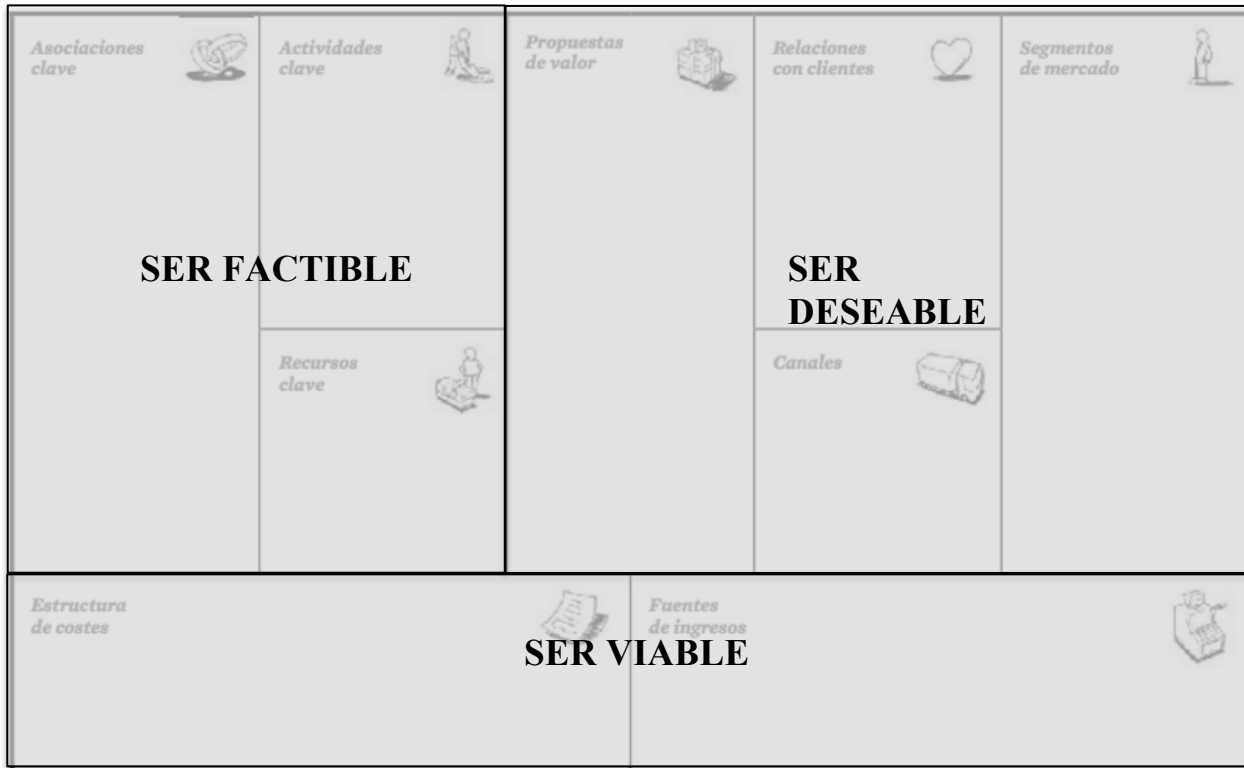 Asociaciones
clave
Actividades
clave
Propuestas
de valor
Relaciones
con clientes
Segmentos
de mercado
SER FACTIBLE
SER
DESEABLE
Recursos
clave
Canales
Estructura
de costes
Fuentes
de ingresos
SER VIABLE